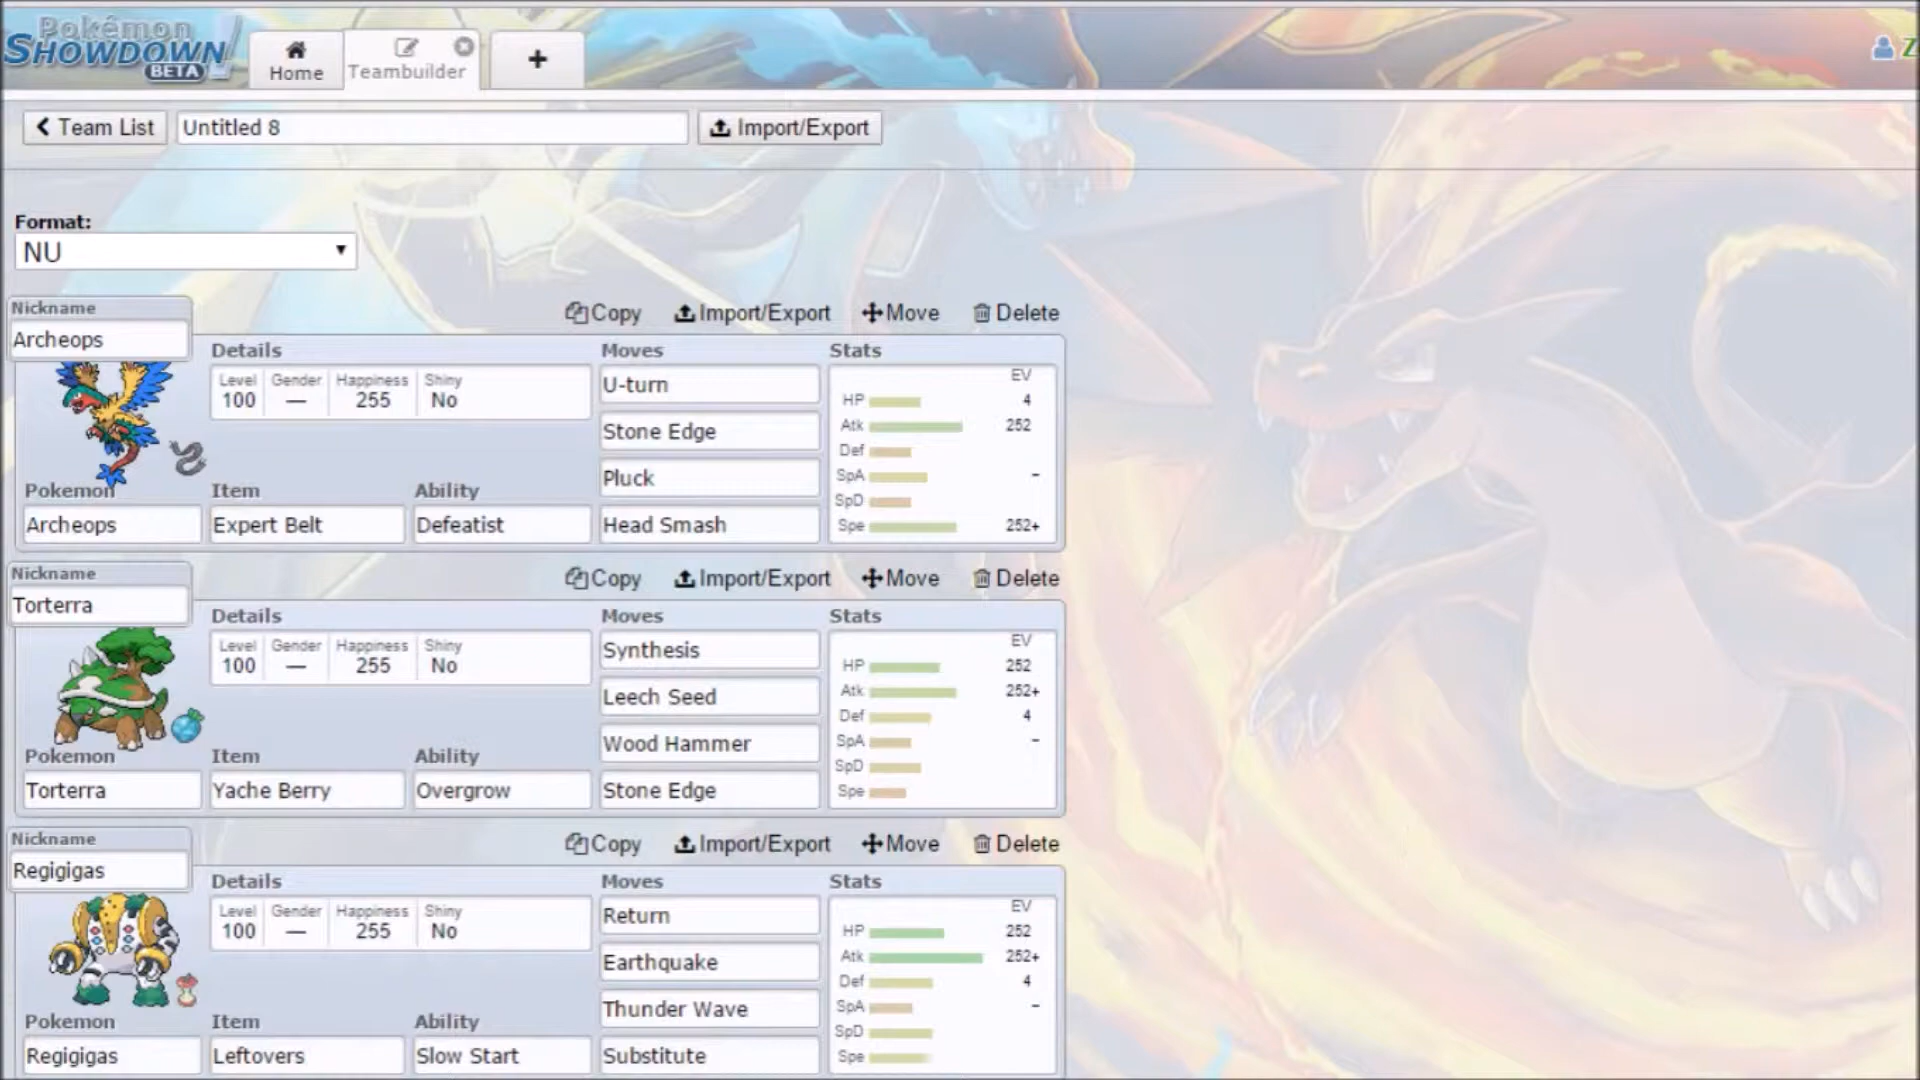 Pokémon
SHOWDOWN
BETA
Home
Teambuilder
+
Z
Team List
Untitled 8
Import/Export
Format:
NU
Nickname
Archeops
Copy Import/Export Move Delete
Details Moves Stats
Level Gender Happiness Shiny
100 — 255 No
U-turn
Stone Edge
Pluck
Head Smash
EV
HP 4
Atk 252
Def
SpA -
SpD
Spe 252+
Pokemon Item Ability
Archeops Expert Belt Defeatist
Nickname
Torterra
Copy Import/Export Move Delete
Details Moves Stats
Level Gender Happiness Shiny
100 — 255 No
Synthesis
Leech Seed
Wood Hammer
Stone Edge
EV
HP 252
Atk 252+
Def 4
SpA -
SpD
Spe
Pokemon Item Ability
Torterra Yache Berry Overgrow
Nickname
Regigigas
Copy Import/Export Move Delete
Details Moves Stats
Level Gender Happiness Shiny
100 — 255 No
Return
Earthquake
Thunder Wave
Substitute
EV
HP 252
Atk 252+
Def 4
SpA -
SpD
Spe
Pokemon Item Ability
Regigigas Leftovers Slow Start